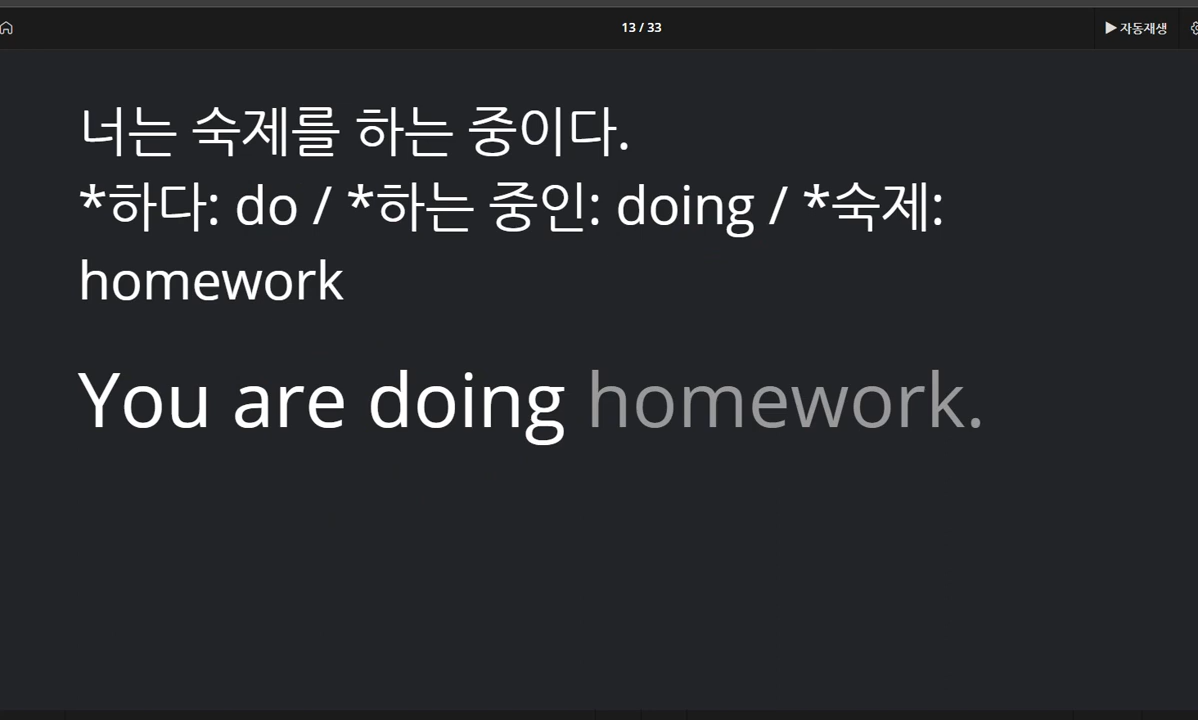 13 / 33
▶ 자동재생
너는 숙제를 하는 중이다.
*하다: do / *하는 중인: doing / *숙제:
homework
You are doing homework.